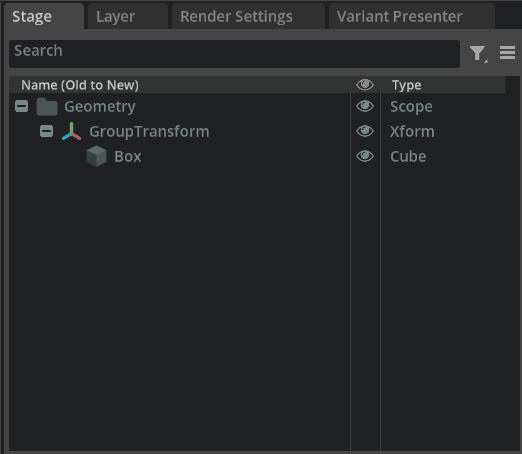 Stage Layer Render Settings Variant Presenter
Search
Name (Old to New) Type
Geometry Scope
GroupTransform Xform
Box Cube